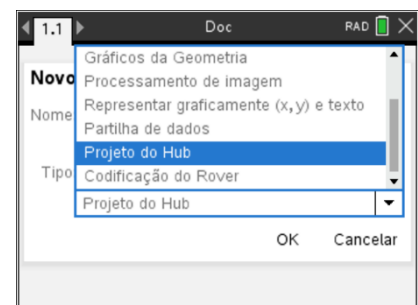 1.1 Doc RAD
Gráficos da Geometria
Novo
Processamento de imagem
Nome
Representar graficamente (x,y) e texto
Partilha de dados
Projeto do Hub
Tipo
Codificação do Rover
Projeto do Hub
OK Cancelar